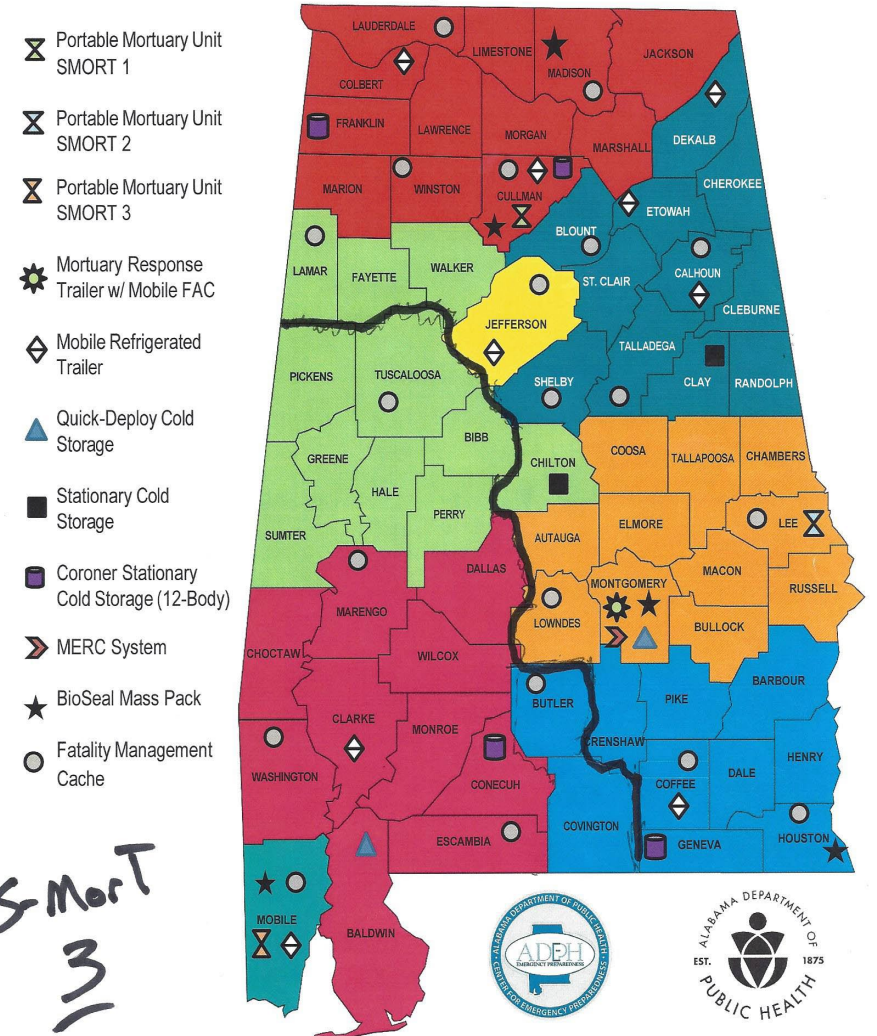 Portable Mortuary Unit
SMORT 1
Portable Mortuary Unit
SMORT 2
Portable Mortuary Unit
SMORT 3
Mortuary Response
Trailer w/ Mobile FAC
Mobile Refrigerated
Trailer
Quick-Deploy Cold
Storage
Stationary Cold
Storage
Coroner Stationary
Cold Storage (12-Body)
MERC System
BioSeal Mass Pack
Fatality Management
Cache
LAUDERDALE
LIMESTONE
MADISON
JACKSON
COLBERT
FRANKLIN
LAWRENCE
MORGAN
MARSHALL
DEKALB
MARION
WINSTON
CULLMAN
CHEROKEE
ETOWAH
BLOUNT
LAMAR
FAYETTE
WALKER
ST. CLAIR
CALHOUN
CLEBURNE
JEFFERSON
PICKENS
TUSCALOOSA
SHELBY
TALLADEGA
CLAY
RANDOLPH
BIBB
GREENE
HALE
PERRY
SUMTER
CHILTON
COOSA
TALLAPOOSA
CHAMBERS
AUTAUGA
ELMORE
LEE
DALLAS
MACON
RUSSELL
MONTGOMERY
MARENGO
LOWNDES
BULLOCK
CHOCTAW
WILCOX
BARBOUR
CLARKE
MONROE
BUTLER
PIKE
CRENSHAW
WASHINGTON
CONECUH
COFFEE
DALE
HENRY
ESCAMBIA
COVINGTON
GENEVA
HOUSTON
MOBILE
BALDWIN
S-MorT
3
ALABAMA DEPARTMENT OF PUBLIC HEALTH
ADPH
EMERGENCY PREPAREDNESS
CENTER FOR EMERGENCY PREPAREDNESS
ALABAMA DEPARTMENT OF
EST. 1875
PUBLIC HEALTH